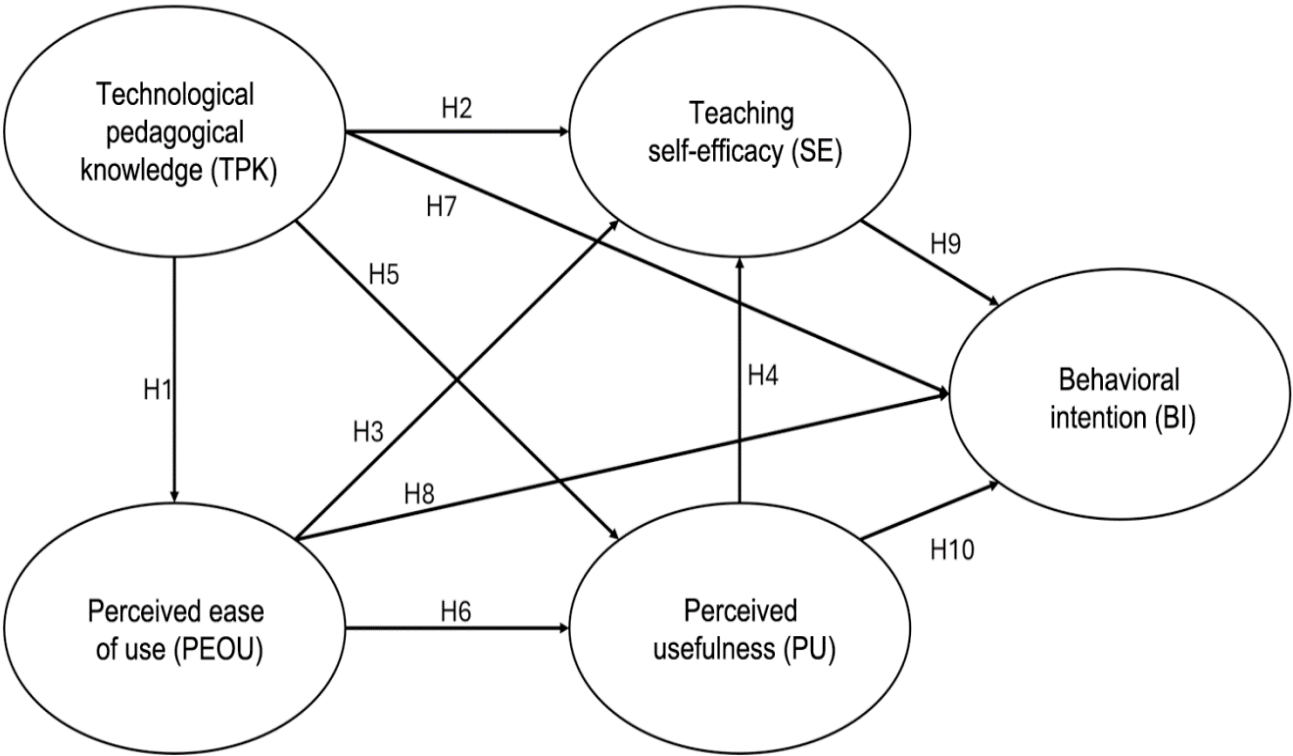 Technological
pedagogical
knowledge (TPK)
H2
Teaching
self-efficacy (SE)
H7
H5
H9
H1
H3
H4
Behavioral
intention (BI)
H8
H10
Perceived ease
of use (PEOU)
H6
Perceived
usefulness (PU)